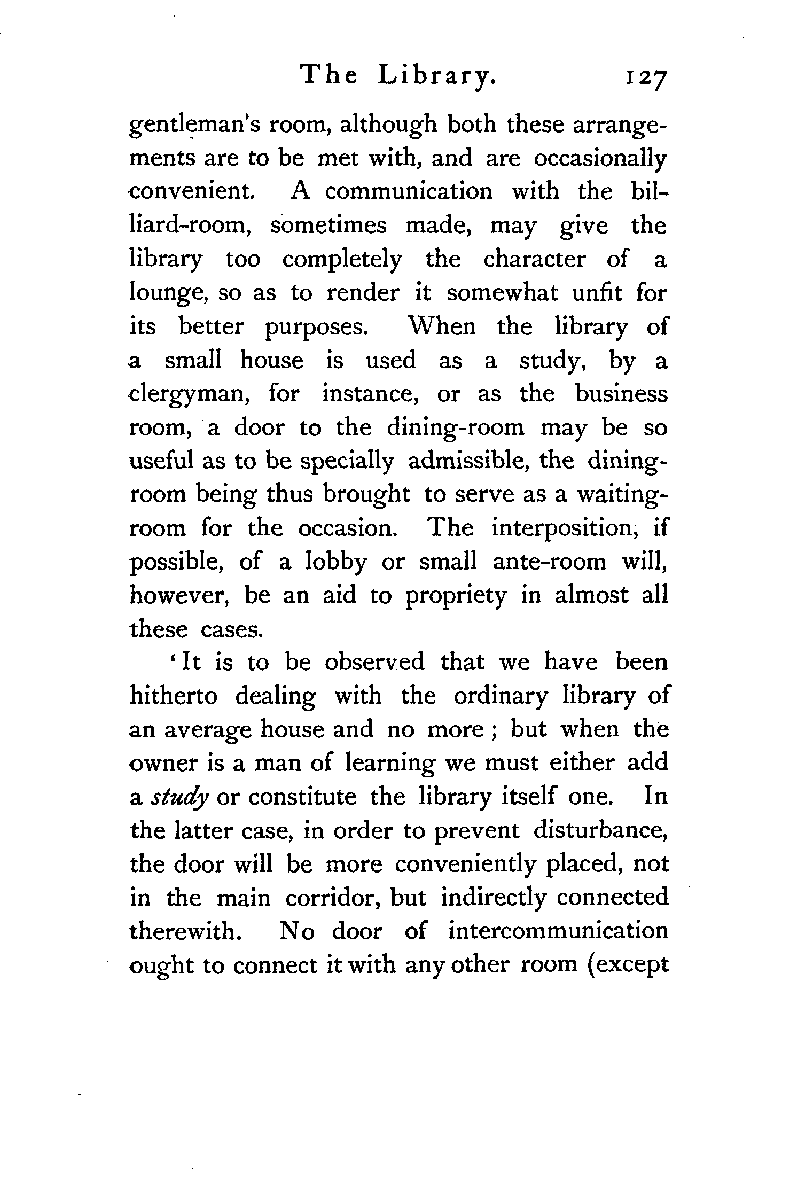 The Library. 127
gentleman's room, although both these arrange-
ments are to be met with, and are occasionally
convenient. A communication with the bil-
liard-room, sometimes made, may give the
library too completely the character of a
lounge, so as to render it somewhat unfit for
its better purposes. When the library of
a small house is used as a study, by a
clergyman, for instance, or as the business
room, a door to the dining-room may be so
useful as to be specially admissible, the dining-
room being thus brought to serve as a waiting-
room for the occasion. The interposition, if
possible, of a lobby or small ante-room will,
however, be an aid to propriety in almost all
these cases.
‘It is to be observed that we have been
hitherto dealing with the ordinary library of
an average house and no more; but when the
owner is a man of learning we must either add
a study or constitute the library itself one. In
the latter case, in order to prevent disturbance,
the door will be more conveniently placed, not
in the main corridor, but indirectly connected
therewith. No door of intercommunication
ought to connect it with any other room (except